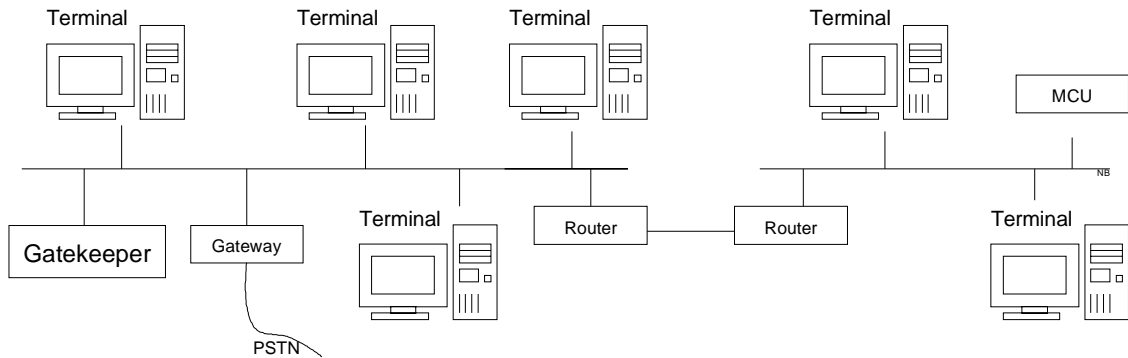 Terminal
Terminal
Terminal
Terminal
MCU
NB
Terminal
Router
Router
Terminal
Gatekeeper
Gateway
PSTN